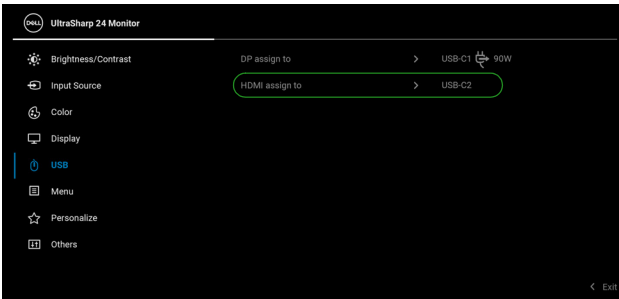 DELL UltraSharp 24 Monitor
Brightness/Contrast
Input Source
Color
Display
USB
Menu
Personalize
Others
DP assign to > USB-C1 90W
HDMI assign to > USB-C2
< Exit